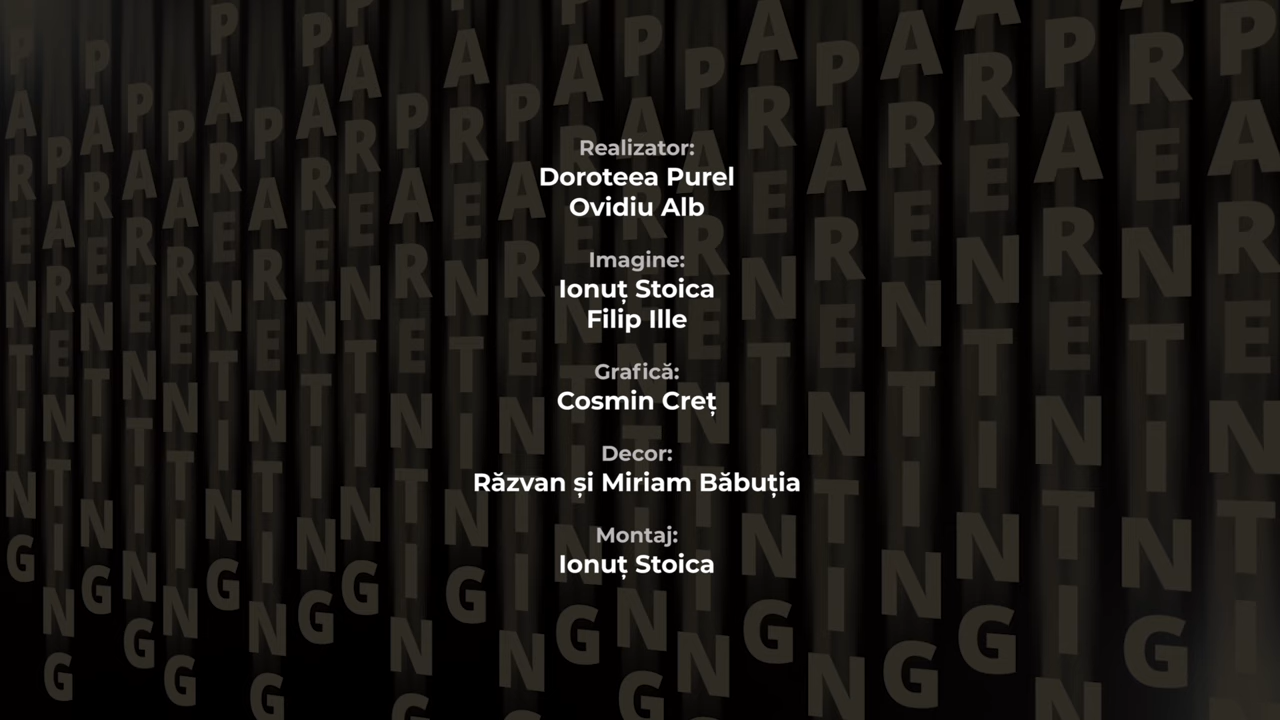 Realizator:
Doroteea Purel
Ovidiu Alb
Imagine:
Ionuț Stoica
Filip Ille
Grafică:
Cosmin Creț
Decor:
Răzvan și Miriam Băbuția
Montaj:
Ionuț Stoica
PARENTING